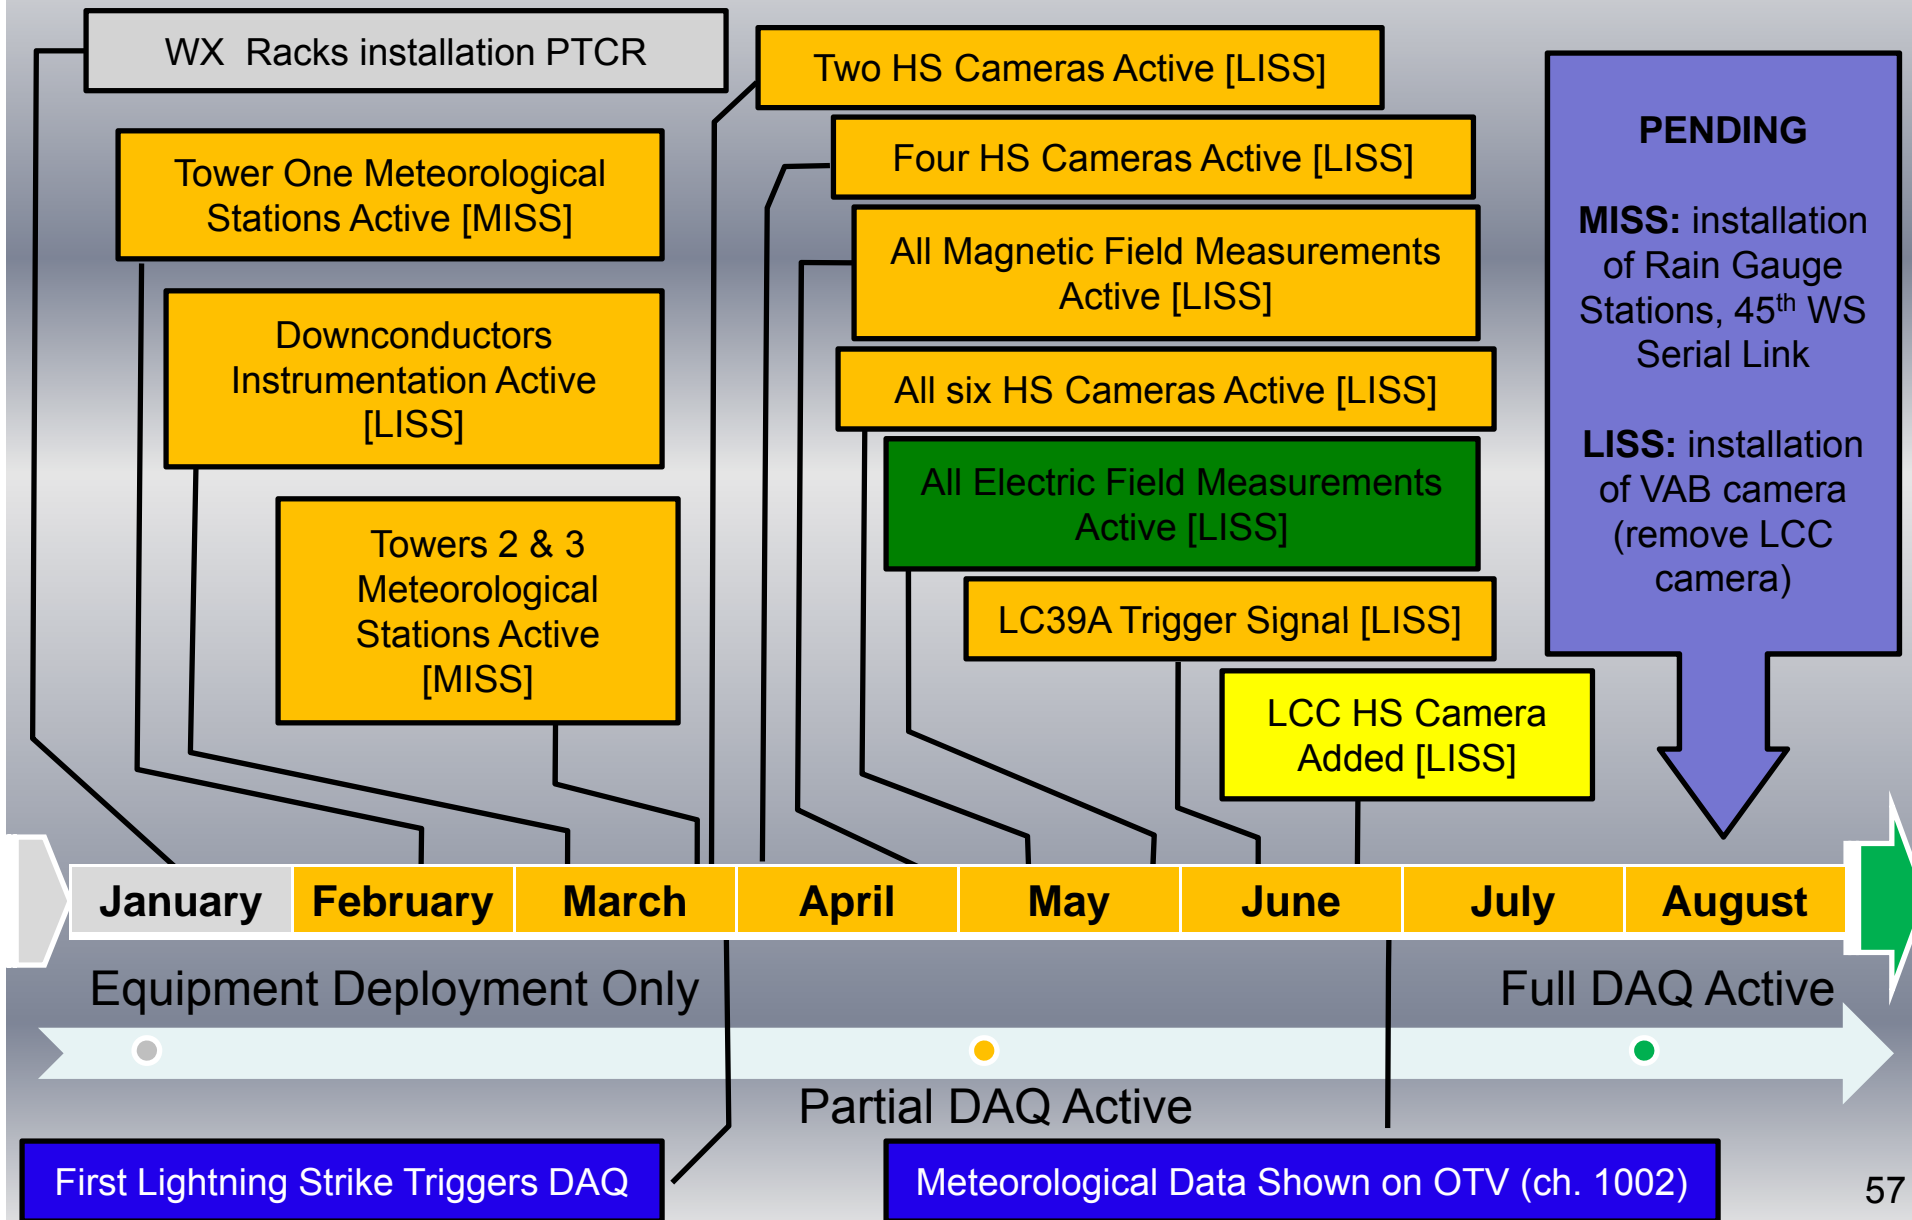 WX  Racks installation PTCR
Tower One Meteorological
Stations Active [MISS]
Downconductors
Instrumentation Active
[LISS]
Towers 2 & 3
Meteorological
Stations Active
[MISS]
Two HS Cameras Active [LISS]
Four HS Cameras Active [LISS]
All Magnetic Field Measurements
Active [LISS]
All six HS Cameras Active [LISS]
All Electric Field Measurements
Active [LISS]
LC39A Trigger Signal [LISS]
LCC HS Camera
Added [LISS]
PENDING
MISS: installation
of Rain Gauge
Stations, 45th WS
Serial Link
LISS: installation
of VAB camera
(remove LCC
camera)
January February March April May June July August
Equipment Deployment Only
Full DAQ Active
Partial DAQ Active
First Lightning Strike Triggers DAQ
Meteorological Data Shown on OTV (ch. 1002)
57